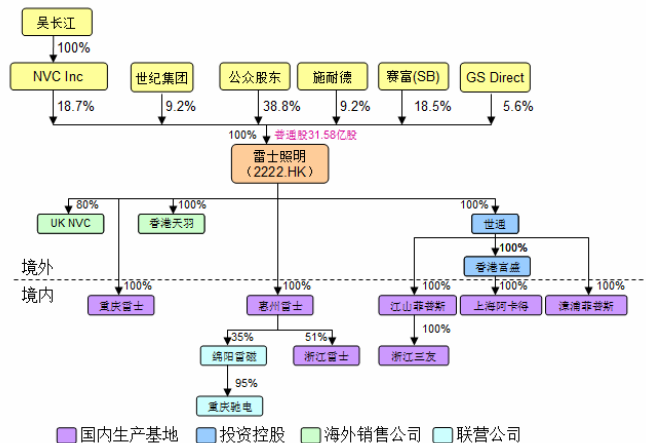 吴长江
100%
NVC Inc
世纪集团
公众股东
施耐德
赛富(SB)
GS Direct
18.7%
9.2%
38.8%
9.2%
18.5%
5.6%
100%
普通股31.58亿股
雷士照明
(2222.HK)
80%
100%
100%
UK NVC
香港天羽
世通
100%
香港富盛
境外
境内
100%
100%
100%
100%
100%
重庆雷士
惠州雷士
江山菲普斯
上海阿卡得
漳浦菲普斯
35%
51%
100%
绵阳雷磁
浙江雷士
浙江三友
95%
重庆驰电
国内生产基地
投资控股
海外销售公司
联营公司